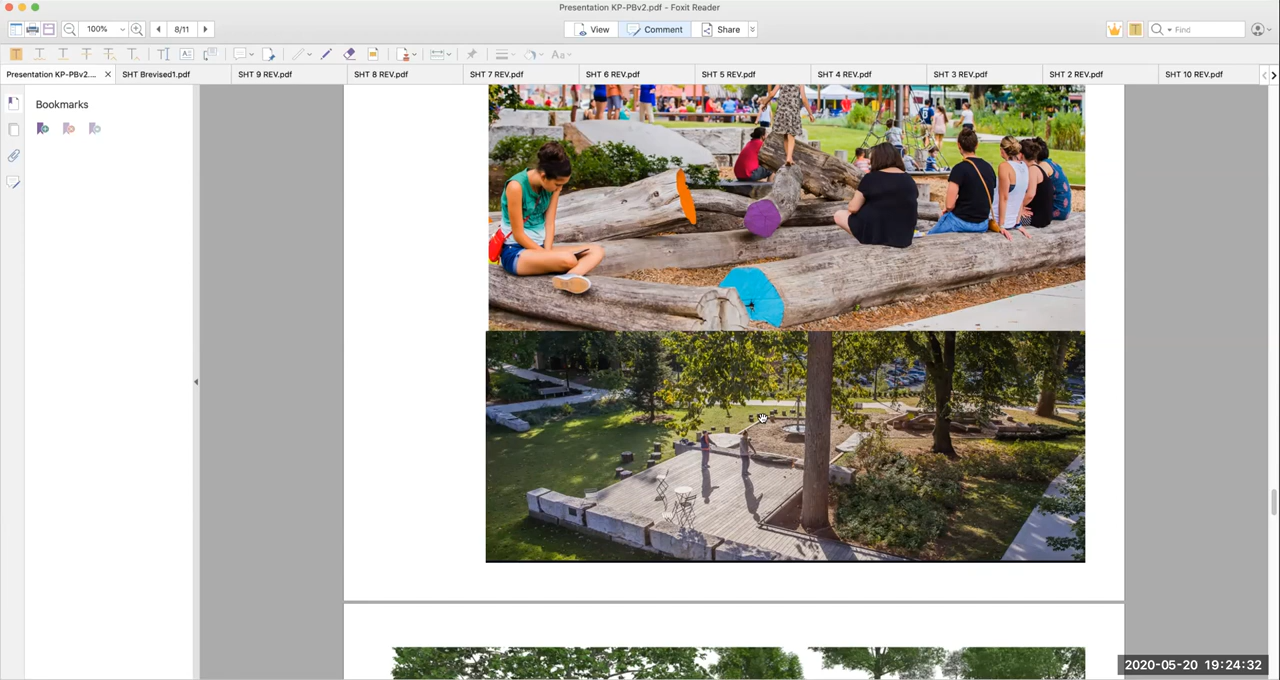 Presentation KP-PBv2.pdf - Foxit Reader
100% 8/11 View Comment Share Find
Presentation KP-PBv2.... SHT Brevised1.pdf SHT 9 REV.pdf SHT 8 REV.pdf SHT 7 REV.pdf SHT 6 REV.pdf SHT 5 REV.pdf SHT 4 REV.pdf SHT 3 REV.pdf SHT 2 REV.pdf SHT 10 REV.pdf
Bookmarks
2020-05-20 19:24:32